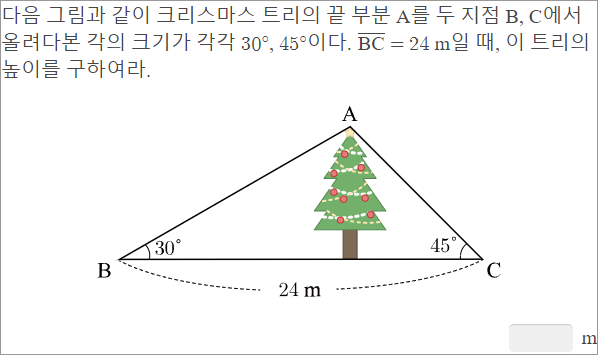 다음 그림과 같이 크리스마스 트리의 끝 부분 A를 두 지점 B, C에서
올려다본 각의 크기가 각각 30°, 45°이다. B̅C̅ = 24 m일 때, 이 트리의
높이를 구하여라.
A
30°
45°
B
C
24 m
m